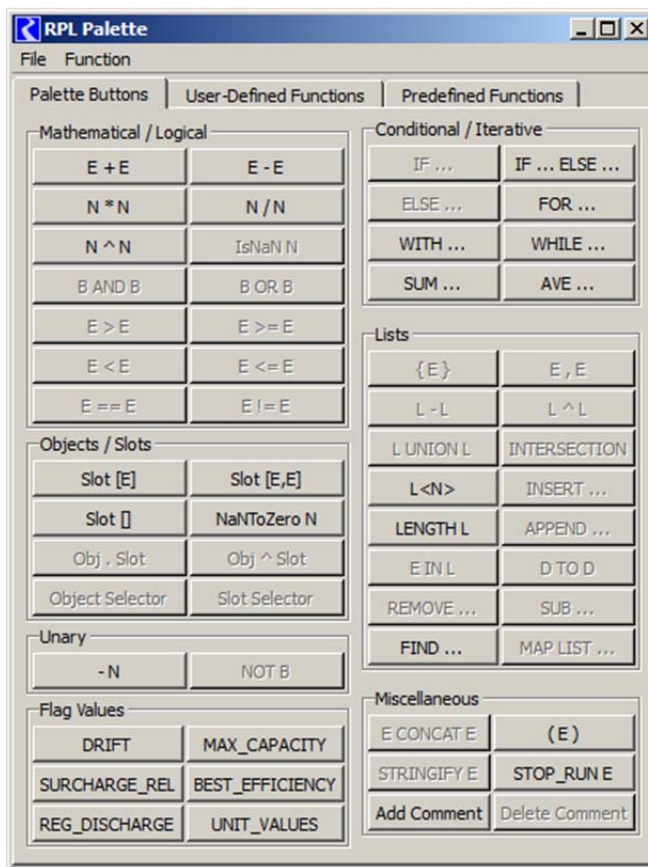 RPL Palette
File Function
Palette Buttons User-Defined Functions Predefined Functions
Mathematical / Logical
E + E E - E
N * N N / N
N ^ N IsNaN N
B AND B B OR B
E > E E >= E
E < E E <= E
E == E E != E
Objects / Slots
Slot [E] Slot [E,E]
Slot [] NaNToZero N
Obj . Slot Obj ^ Slot
Object Selector Slot Selector
Unary
- N NOT B
Flag Values
DRIFT MAX_CAPACITY
SURCHARGE_REL BEST_EFFICIENCY
REG_DISCHARGE UNIT_VALUES
Conditional / Iterative
IF ... IF ... ELSE ...
ELSE ... FOR ...
WITH ... WHILE ...
SUM ... AVE ...
Lists
{ E } E , E
L - L L ^ L
L UNION L INTERSECTION
L<N> INSERT ...
LENGTH L APPEND ...
E IN L D TO D
REMOVE ... SUB ...
FIND ... MAP LIST ...
Miscellaneous
E CONCAT E ( E )
STRINGIFY E STOP_RUN E
Add Comment Delete Comment